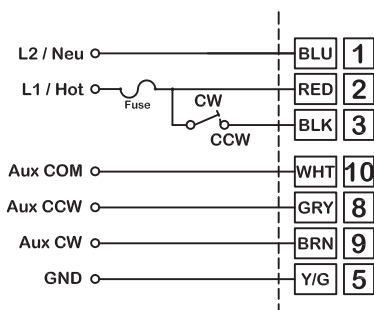 L2 / Neu BLU 1
L1 / Hot Fuse RED 2
CW
CCW BLK 3
Aux COM WHT 10
Aux CCW GRY 8
Aux CW BRN 9
GND Y/G 5